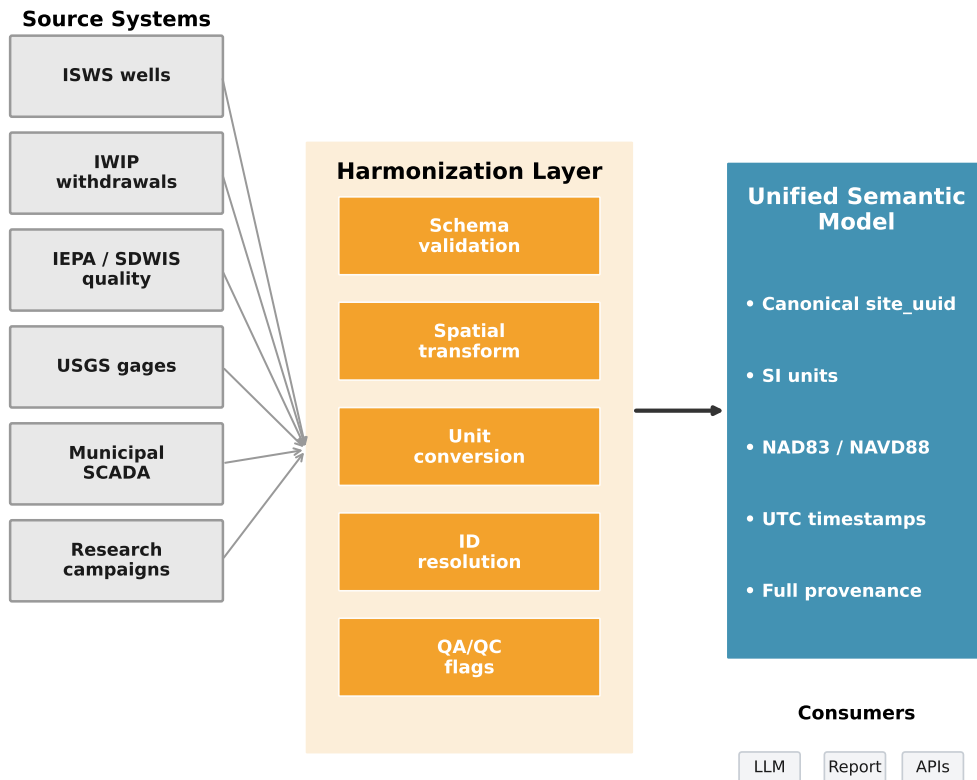 Source Systems
ISWS wells
IWIP
withdrawals
IEPA / SDWIS
quality
USGS gages
Municipal
SCADA
Research
campaigns
Harmonization Layer
Schema
validation
Spatial
transform
Unit
conversion
ID
resolution
QA/QC
flags
Unified Semantic
Model
• Canonical site_uuid
• SI units
• NAD83 / NAVD88
• UTC timestamps
• Full provenance
Consumers
LLM
Report
APIs